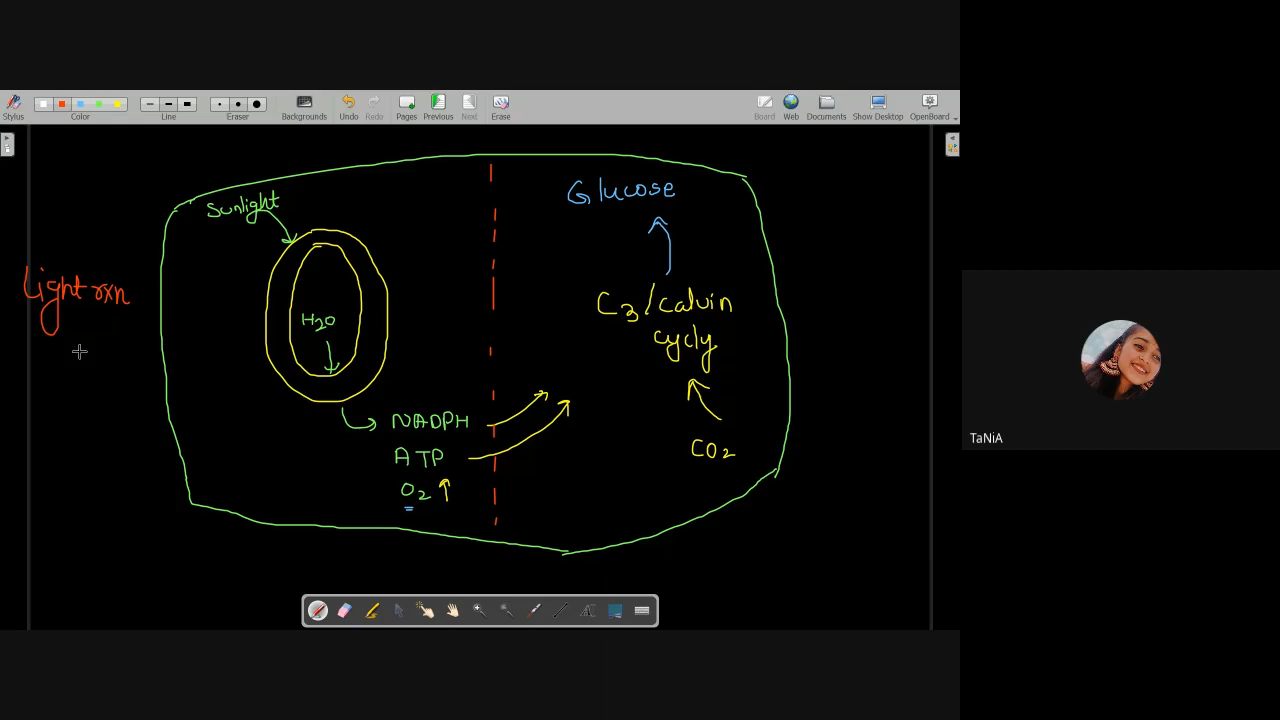 Stylus
Color
Line
Eraser
Backgrounds
Undo
Redo
Pages
Previous
Next
Erase
Board
Web
Documents
Show Desktop
OpenBoard
Sunlight
Glucose
Light rxn
H2O
C3/calvin
cycly
NADPH
ATP
CO2
O2
TaNiA